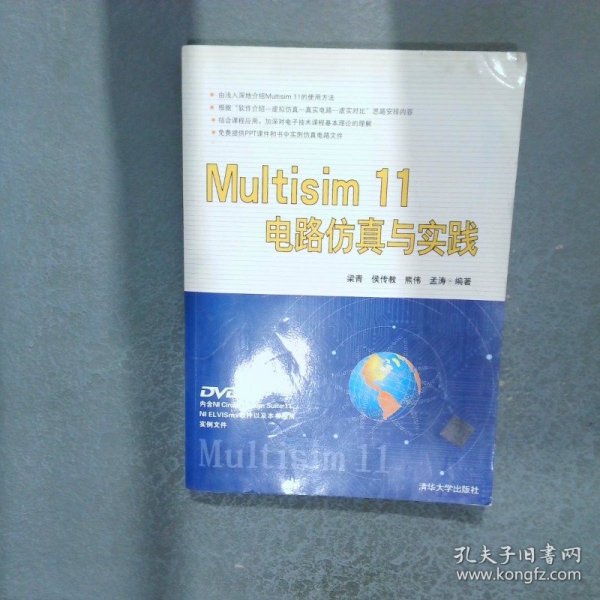 由浅入深地介绍Multisim 11的使用方法
根据“软件介绍—虚拟仿真—真实电路—虚实对比”思路安排内容
结合课程应用，加深对电子技术课程基本理论的理解
免费提供PPT课件和书中实例仿真电路文件
Multisim 11
电路仿真与实践
梁青 侯传教 熊伟 孟涛·编著
DVD
内含NI Circuit Design Suite 11、
NI ELVISmx软件以及本书
实例文件
Multisim 11
清华大学出版社
孔夫子旧书网
www.kongfz.com